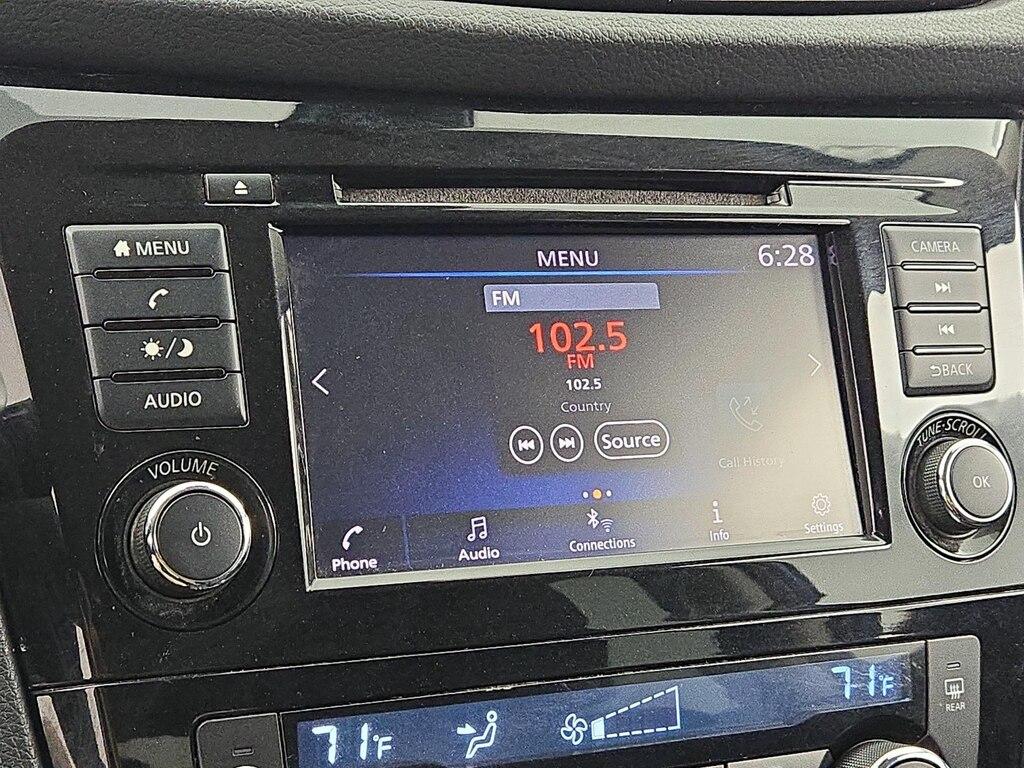 MENU
AUDIO
VOLUME
MENU
6:28
FM
102.5
FM
102.5
Country
Source
Call History
Phone
Audio
Connections
Info
Settings
CAMERA
BACK
TUNE·SCROLL
OK
71°F
71°F
REAR